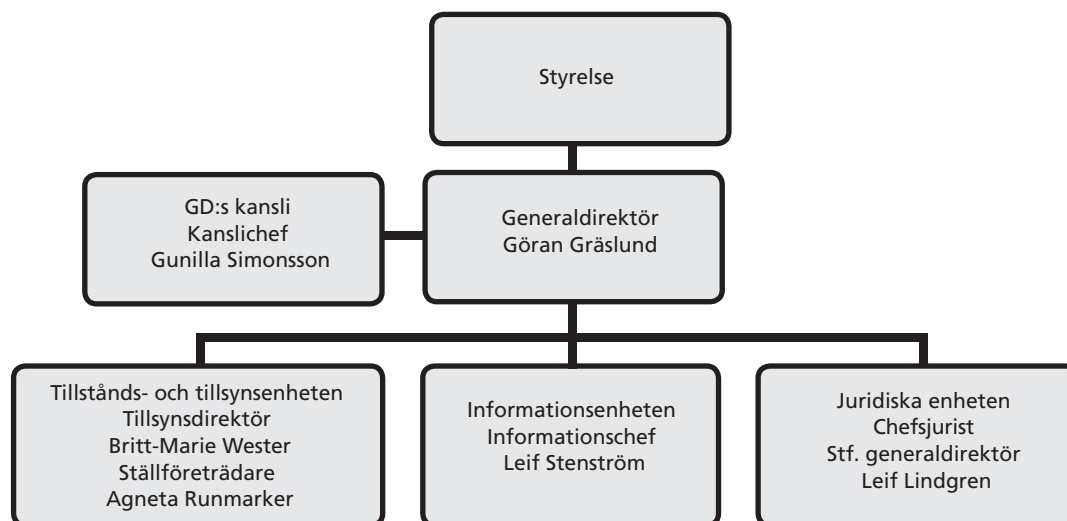 Styrelse
GD:s kansli
Kanslichef
Gunilla Simonsson
Generaldirektör
Göran Gräslund
Tillstånds- och tillsynsenheten
Tillsynsdirektör
Britt-Marie Wester
Ställföreträdare
Agneta Runmarker
Informationsenheten
Informationschef
Leif Stenström
Juridiska enheten
Chefsjurist
Stf. generaldirektör
Leif Lindgren